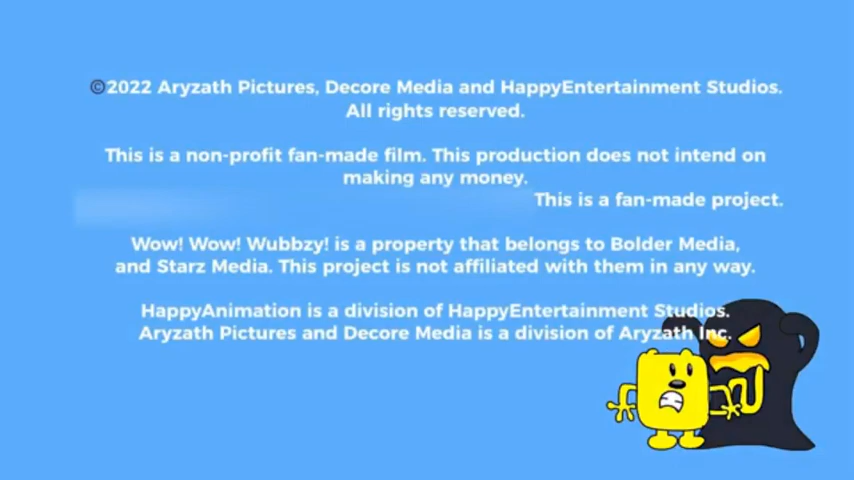 ©2022 Aryzath Pictures, Decore Media and HappyEntertainment Studios.
All rights reserved.
This is a non-profit fan-made film. This production does not intend on
making any money.
This is a fan-made project.
Wow! Wow! Wubbzy! is a property that belongs to Bolder Media,
and Starz Media. This project is not affiliated with them in any way.
HappyAnimation is a division of HappyEntertainment Studios.
Aryzath Pictures and Decore Media is a division of Aryzath Inc.